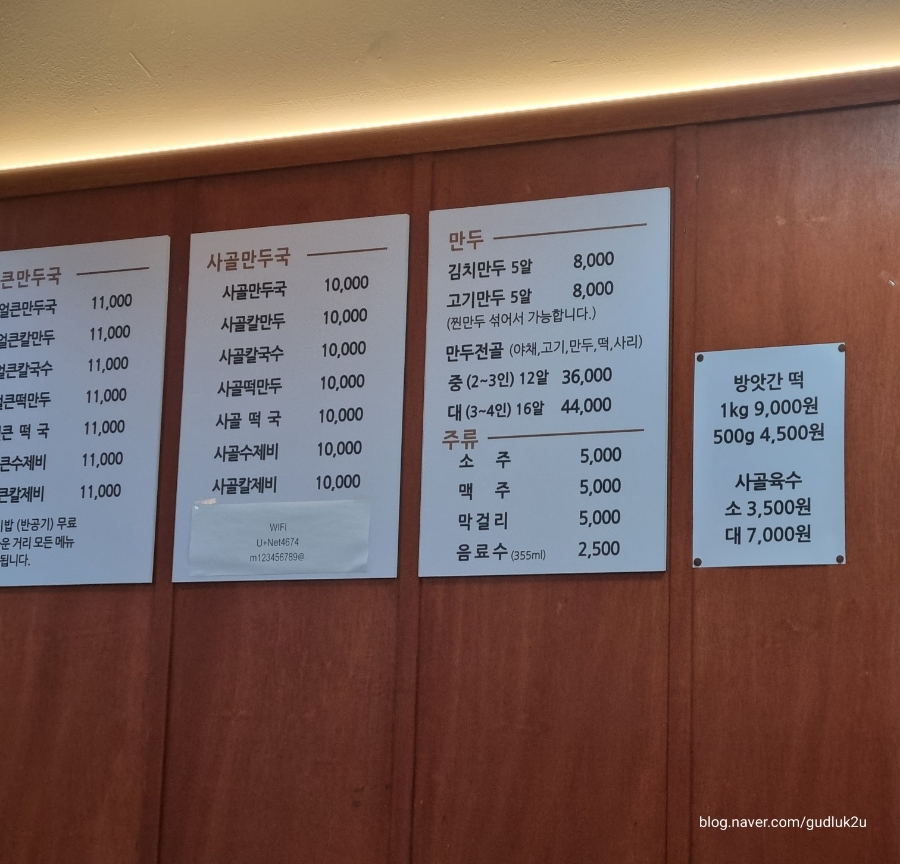 큰만두국
얼큰만두국 11,000
얼큰칼만두 11,000
얼큰칼국수 11,000
얼큰떡만두 11,000
큰 떡 국 11,000
큰수제비 11,000
큰칼제비 11,000
밥 (반공기) 무료
운 거리 모든 메뉴
됩니다.
사골만두국
사골만두국 10,000
사골칼만두 10,000
사골칼국수 10,000
사골떡만두 10,000
사골 떡 국 10,000
사골수제비 10,000
사골칼제비 10,000
WiFi
U+Net4674
m123456789@
만두
김치만두 5알 8,000
고기만두 5알 8,000
(찐만두 섞어서 가능합니다.)
만두전골 (야채,고기,만두,떡,사리)
중 (2~3인) 12알 36,000
대 (3~4인) 16알 44,000
주류
소 주 5,000
맥 주 5,000
막걸리 5,000
음료수 (355ml) 2,500
방앗간 떡
1kg 9,000원
500g 4,500원
사골육수
소 3,500원
대 7,000원
blog.naver.com/gudluk2u